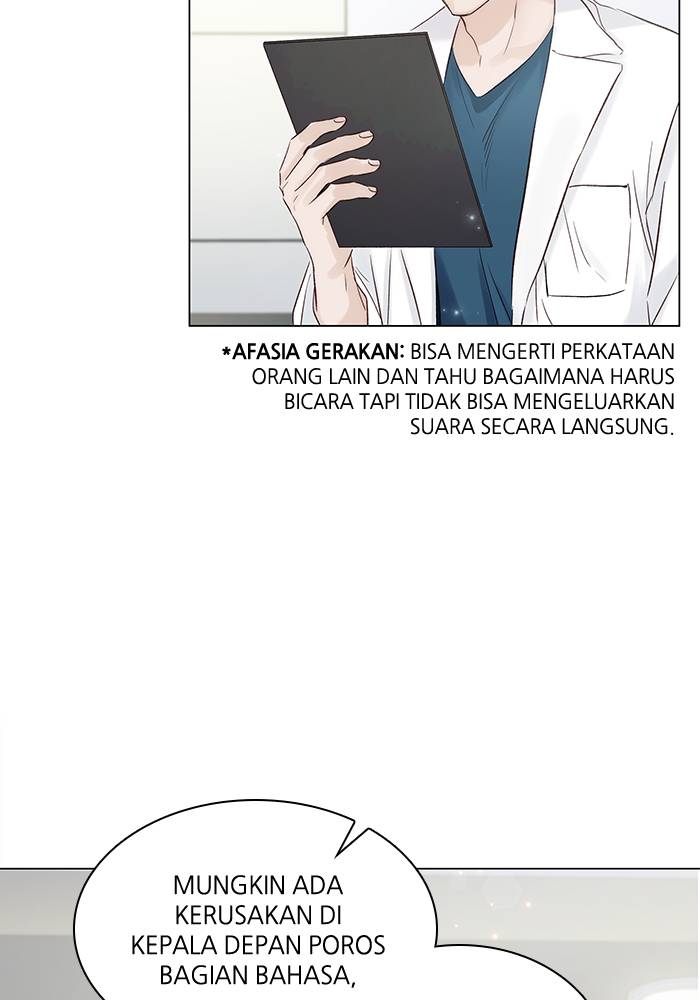 *AFASIA GERAKAN: BISA MENGERTI PERKATAAN
ORANG LAIN DAN TAHU BAGAIMANA HARUS
BICARA TAPI TIDAK BISA MENGELUARKAN
SUARA SECARA LANGSUNG.
MUNGKIN ADA
KERUSAKAN DI
KEPALA DEPAN POROS
BAGIAN BAHASA,